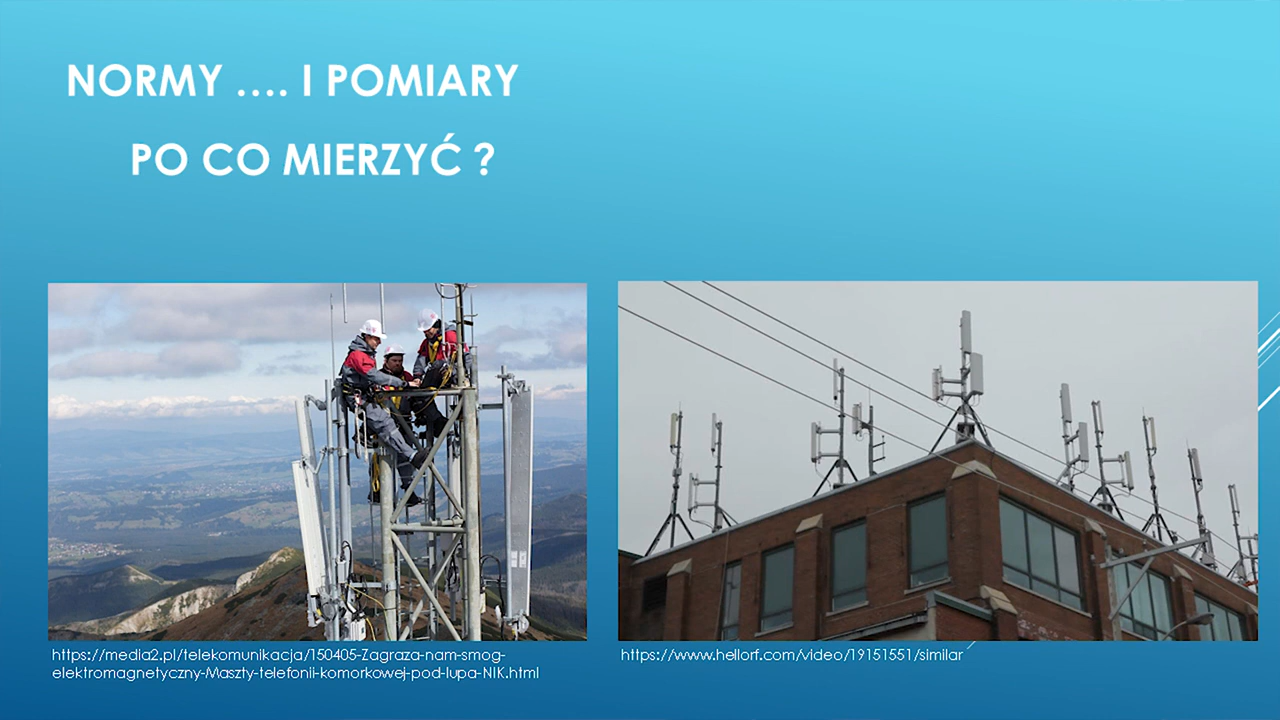 NORMY .... I POMIARY
PO CO MIERZYĆ ?
https://media2.pl/telekomunikacja/150405-Zagraza-nam-smog-
elektromagnetyczny-Maszty-telefonii-komorkowej-pod-lupa-NIK.html
https://www.hellorf.com/video/19151551/similar